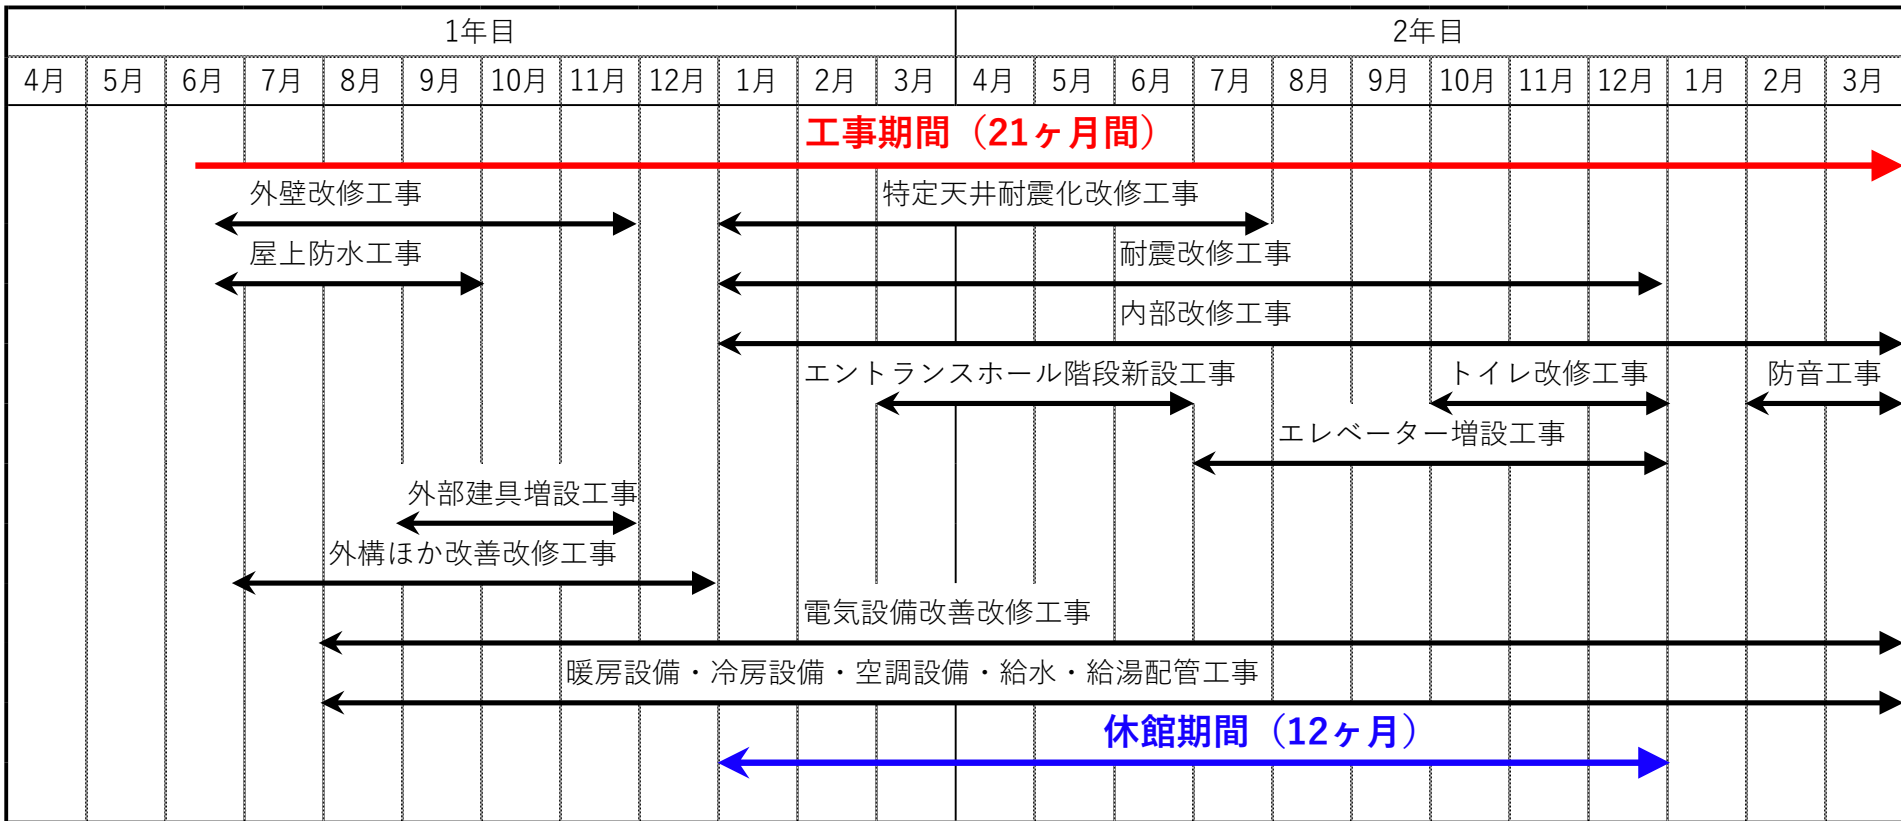 1年目 2年目
4月 5月 6月 7月 8月 9月 10月 11月 12月 1月 2月 3月 4月 5月 6月 7月 8月 9月 10月 11月 12月 1月 2月 3月
工事期間（21ヶ月間）
外壁改修工事 特定天井耐震化改修工事
屋上防水工事 耐震改修工事
内部改修工事
エントランスホール階段新設工事 トイレ改修工事 防音工事
エレベーター増設工事
外部建具増設工事
外構ほか改善改修工事
電気設備改善改修工事
暖房設備・冷房設備・空調設備・給水・給湯配管工事
休館期間（12ヶ月）